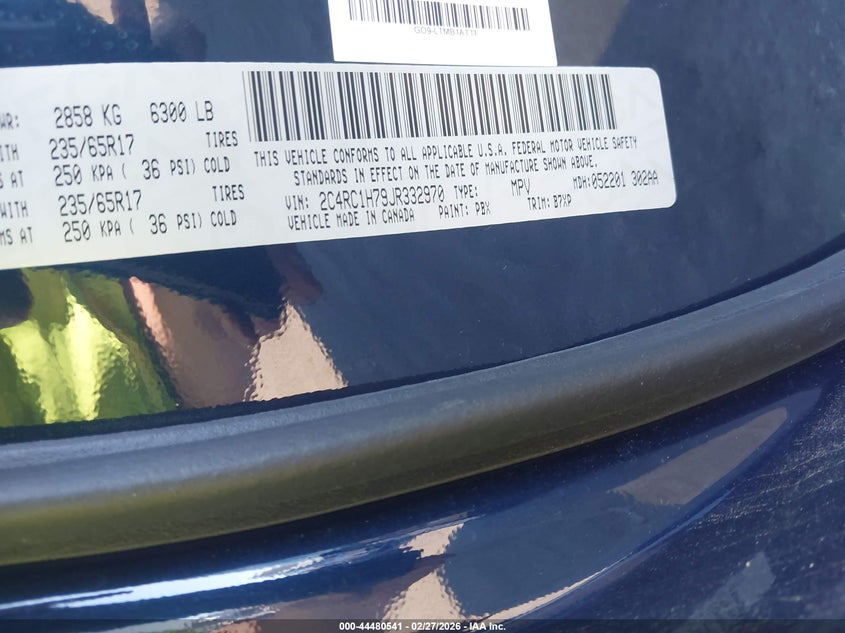 GO9-L1MB1ATTF
WR: 2858 KG 6300 LB
WITH 235/65R17 TIRES
MS AT 250 KPA ( 36 PSI) COLD
WITH 235/65R17 TIRES
MS AT 250 KPA ( 36 PSI) COLD
THIS VEHICLE CONFORMS TO ALL APPLICABLE U.S.A. FEDERAL MOTOR VEHICLE SAFETY
STANDARDS IN EFFECT ON THE DATE OF MANUFACTURE SHOWN ABOVE.
VIN: 2C4RC1H79JR332970 TYPE: MPV MDH:052201 302AA
VEHICLE MADE IN CANADA PAINT: PBX TRIM: B7XP
000-44480541 - 02/27/2026 - IAA Inc.